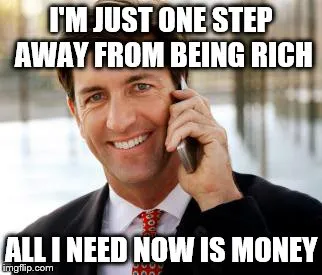 I'M JUST ONE STEP
AWAY FROM BEING RICH
ALL I NEED NOW IS MONEY
imgflip.com